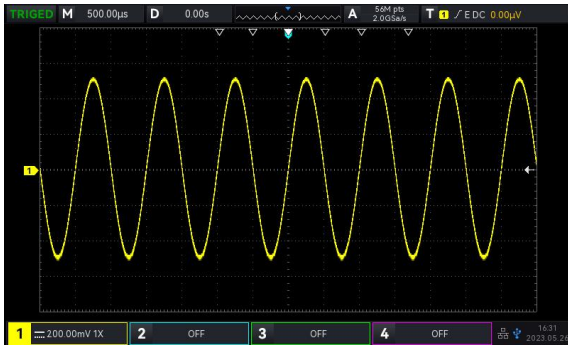 TRIGED M 500.00µs D 0.00s A 56M pts 2.0GSa/s T 1 E DC 0.00µV
1
1 200.00mV 1X 2 OFF 3 OFF 4 OFF 16:31
2023.05.26